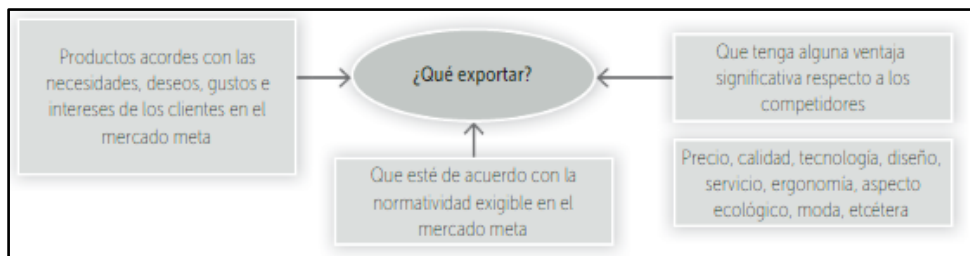 Productos acordes con las
necesidades, deseos, gustos e
intereses de los clientes en el
mercado meta
¿Qué exportar?
Que tenga alguna ventaja
significativa respecto a los
competidores
Que esté de acuerdo con la
normatividad exigible en el
mercado meta
Precio, calidad, tecnología, diseño,
servicio, ergonomía, aspecto
ecológico, moda, etcétera